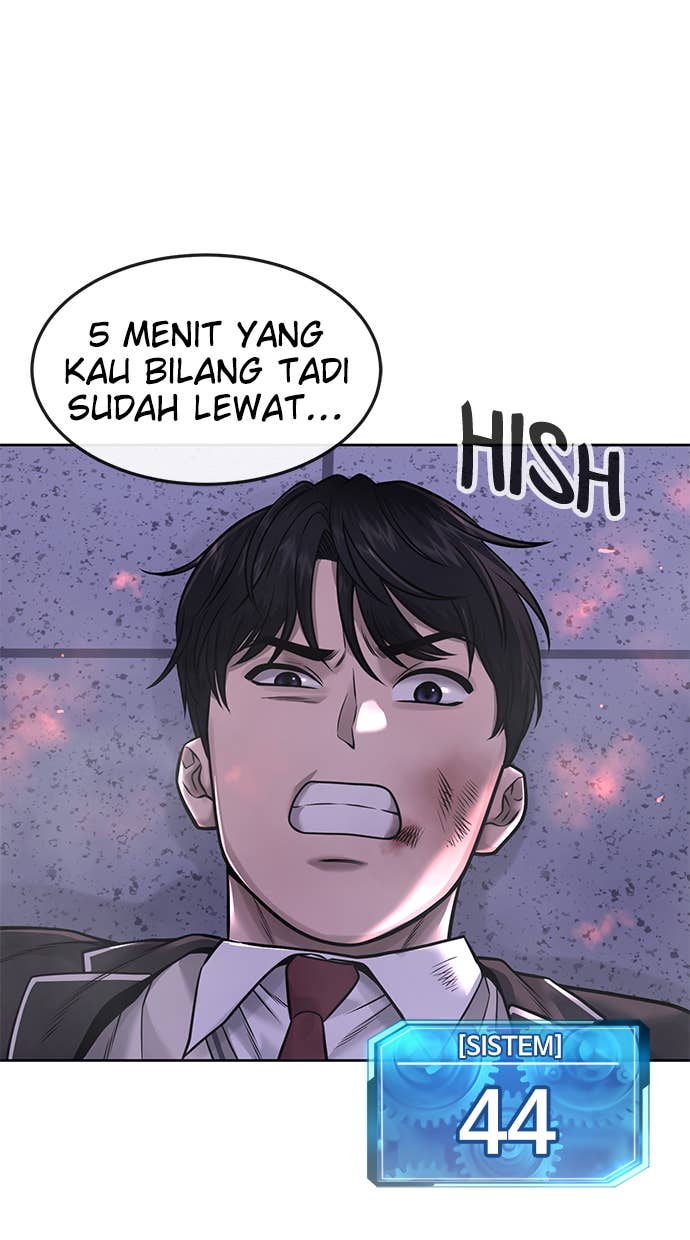 5 MENIT YANG
KAU BILANG TADI
SUDAH LEWAT...
HISH
[SISTEM]
44